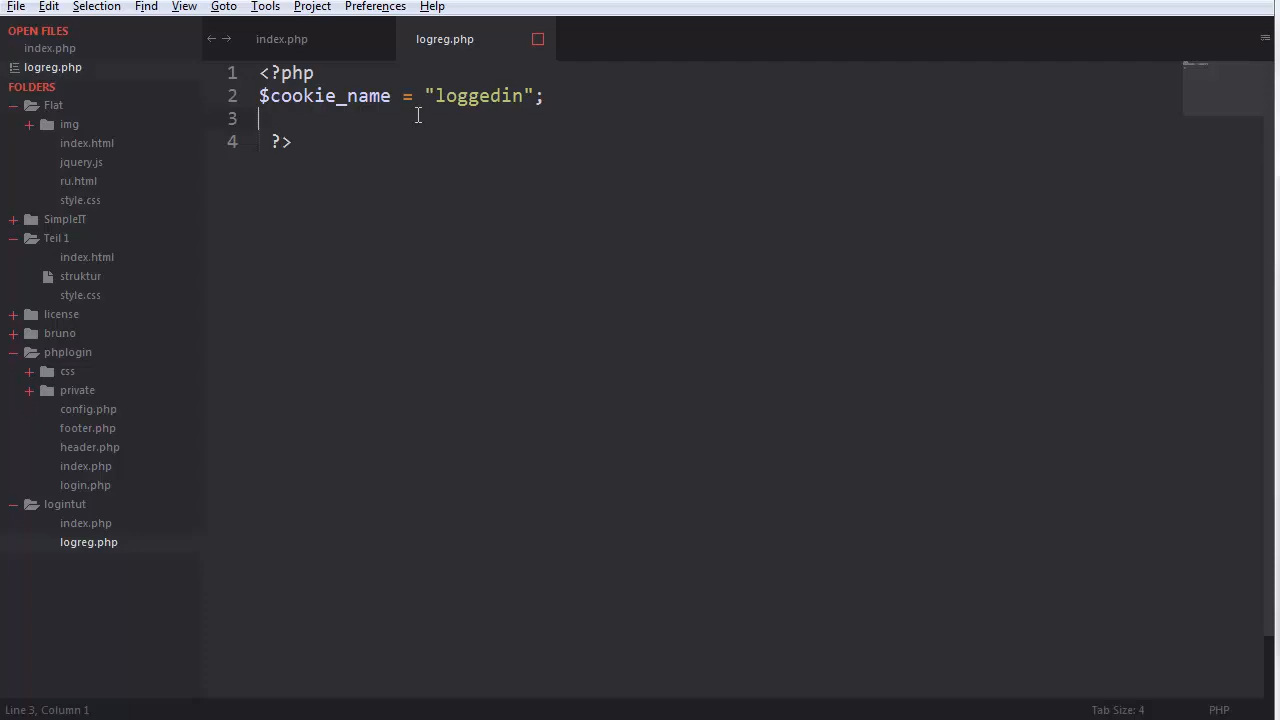 File Edit Selection Find View Goto Tools Project Preferences Help
OPEN FILES
index.php
logreg.php
FOLDERS
Flat
img
index.html
jquery.js
ru.html
style.css
SimpleIT
Teil 1
index.html
struktur
style.css
license
bruno
phplogin
css
private
config.php
footer.php
header.php
index.php
login.php
logintut
index.php
logreg.php
index.php logreg.php
1 <?php
2 $cookie_name = "loggedin";
3
4 ?>
Line 3, Column 1 Tab Size: 4 PHP